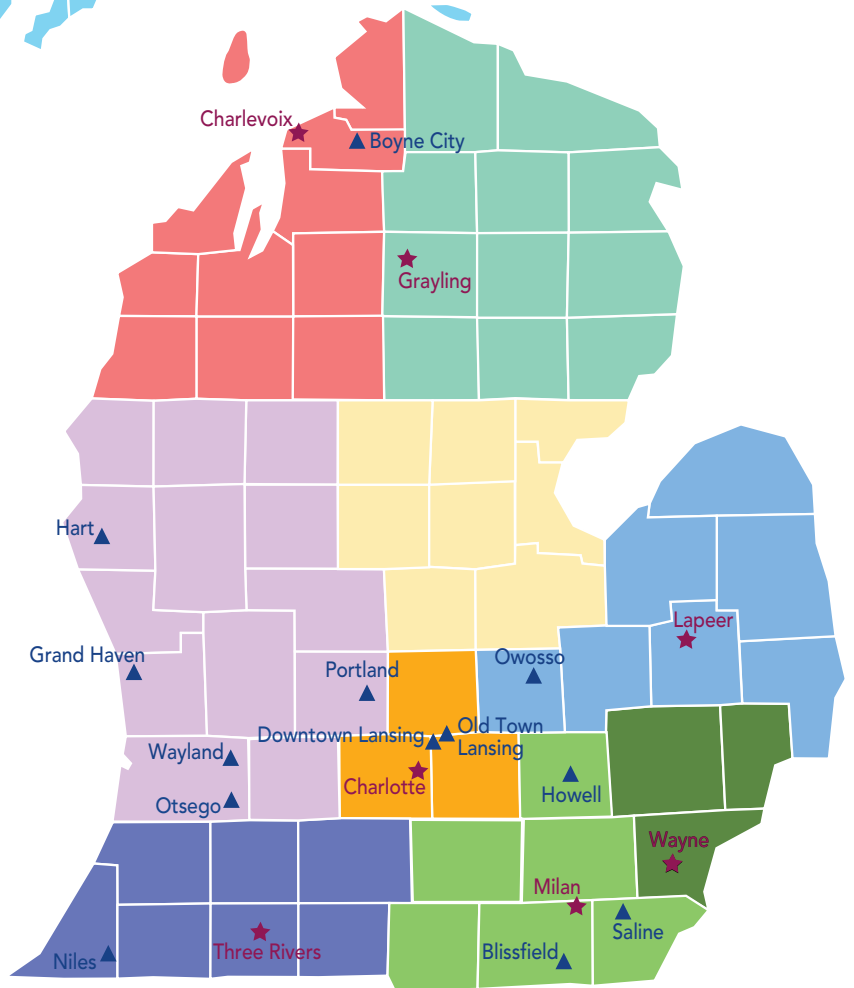 Charlevoix
Boyne City
Grayling
Hart
Lapeer
Grand Haven
Owosso
Portland
Old Town
Downtown Lansing
Lansing
Wayland
Charlotte
Howell
Otsego
Wayne
Milan
Saline
Three Rivers
Blissfield
Niles